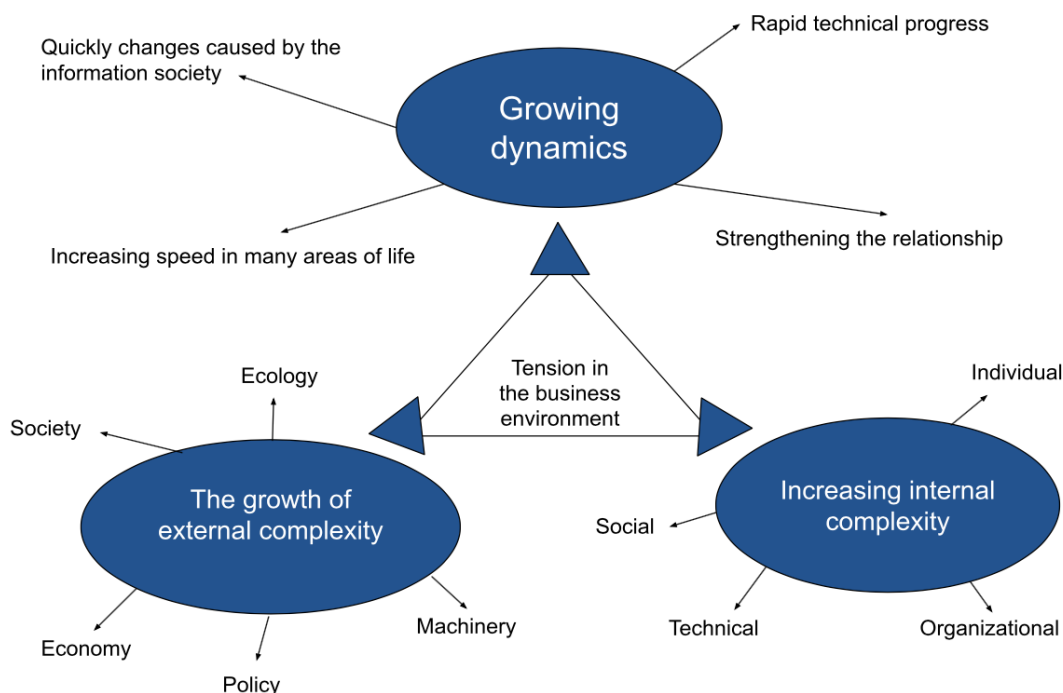 Rapid technical progress
Quickly changes caused by the
information society
Growing
dynamics
Increasing speed in many areas of life
Strengthening the relationship
Tension in
the business
environment
Ecology
Society
The growth of
external complexity
Economy
Policy
Machinery
Individual
Increasing internal
complexity
Social
Technical
Organizational